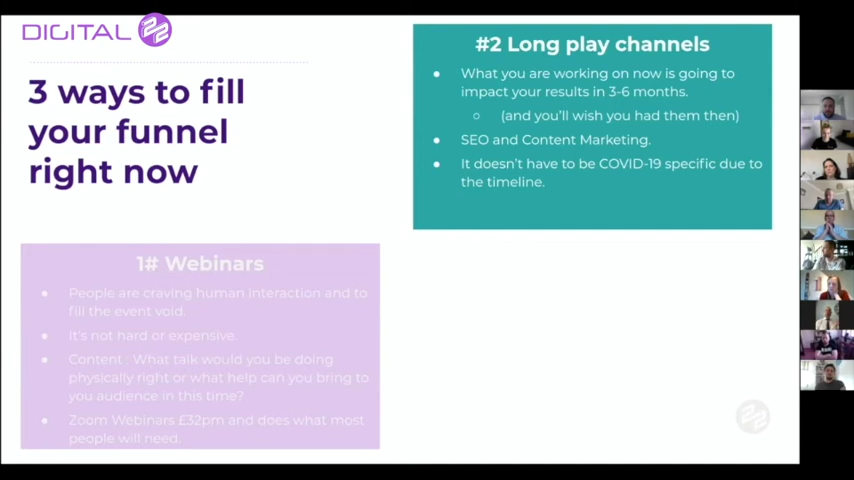 DIGITAL 22
3 ways to fill
your funnel
right now
#2 Long play channels
● What you are working on now is going to
impact your results in 3-6 months.
○ (and you'll wish you had them then)
● SEO and Content Marketing.
● It doesn't have to be COVID-19 specific due to
the timeline.
1# Webinars
● People are craving human interaction and to
fill the event void.
● It's not hard or expensive.
● Content : What talk would you be doing
physically right or what help can you bring to
you audience in this time?
● Zoom Webinars £32pm and does what most
people will need.
22